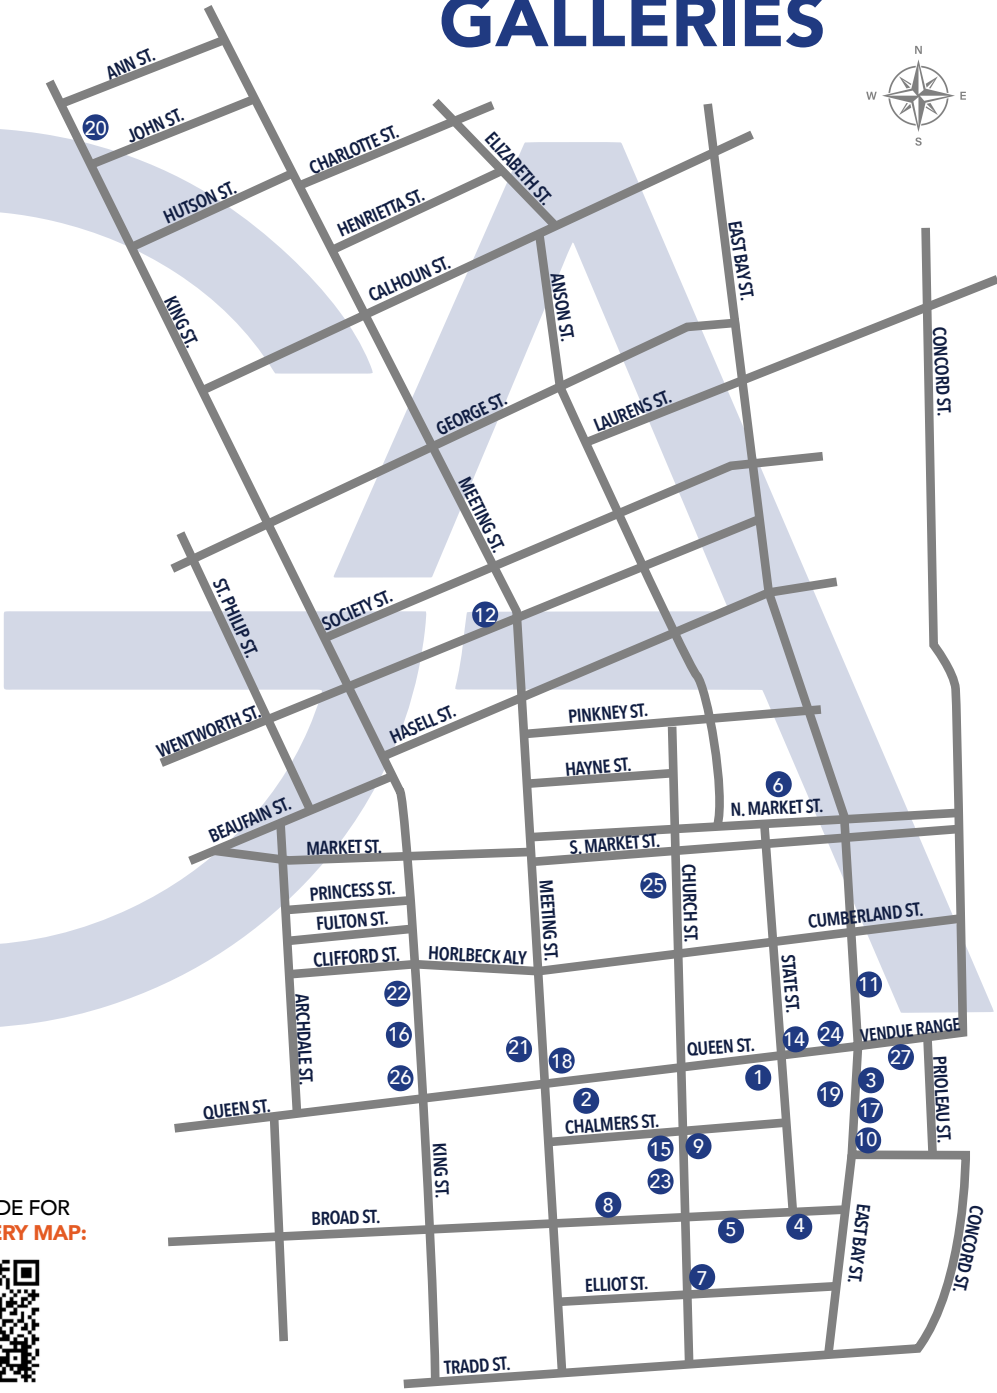 GALLERIES
N
W E
S
ANN ST.
20
JOHN ST.
CHARLOTTE ST.
ELIZABETH ST.
HUTSON ST.
HENRIETTA ST.
EAST BAY ST.
CALHOUN ST.
KING ST.
ANSON ST.
CONCORD ST.
GEORGE ST.
LAURENS ST.
MEETING ST.
ST. PHILIP ST.
SOCIETY ST.
12
WENTWORTH ST.
HASELL ST.
PINKNEY ST.
HAYNE ST.
6
N. MARKET ST.
BEAUFAIN ST.
MARKET ST.
S. MARKET ST.
25
PRINCESS ST.
MEETING ST.
CHURCH ST.
FULTON ST.
CUMBERLAND ST.
CLIFFORD ST.
HORLBECK ALY
STATE ST.
22
11
ARCHDALE ST.
16
21
18
QUEEN ST.
14
24
VENDUE RANGE
27
26
1
3
PRIOLEAU ST.
19
2
17
QUEEN ST.
CHALMERS ST.
10
15
9
KING ST.
23
8
BROAD ST.
5
4
EAST BAY ST.
CONCORD ST.
DE FOR
ERY MAP:
7
ELLIOT ST.
TRADD ST.